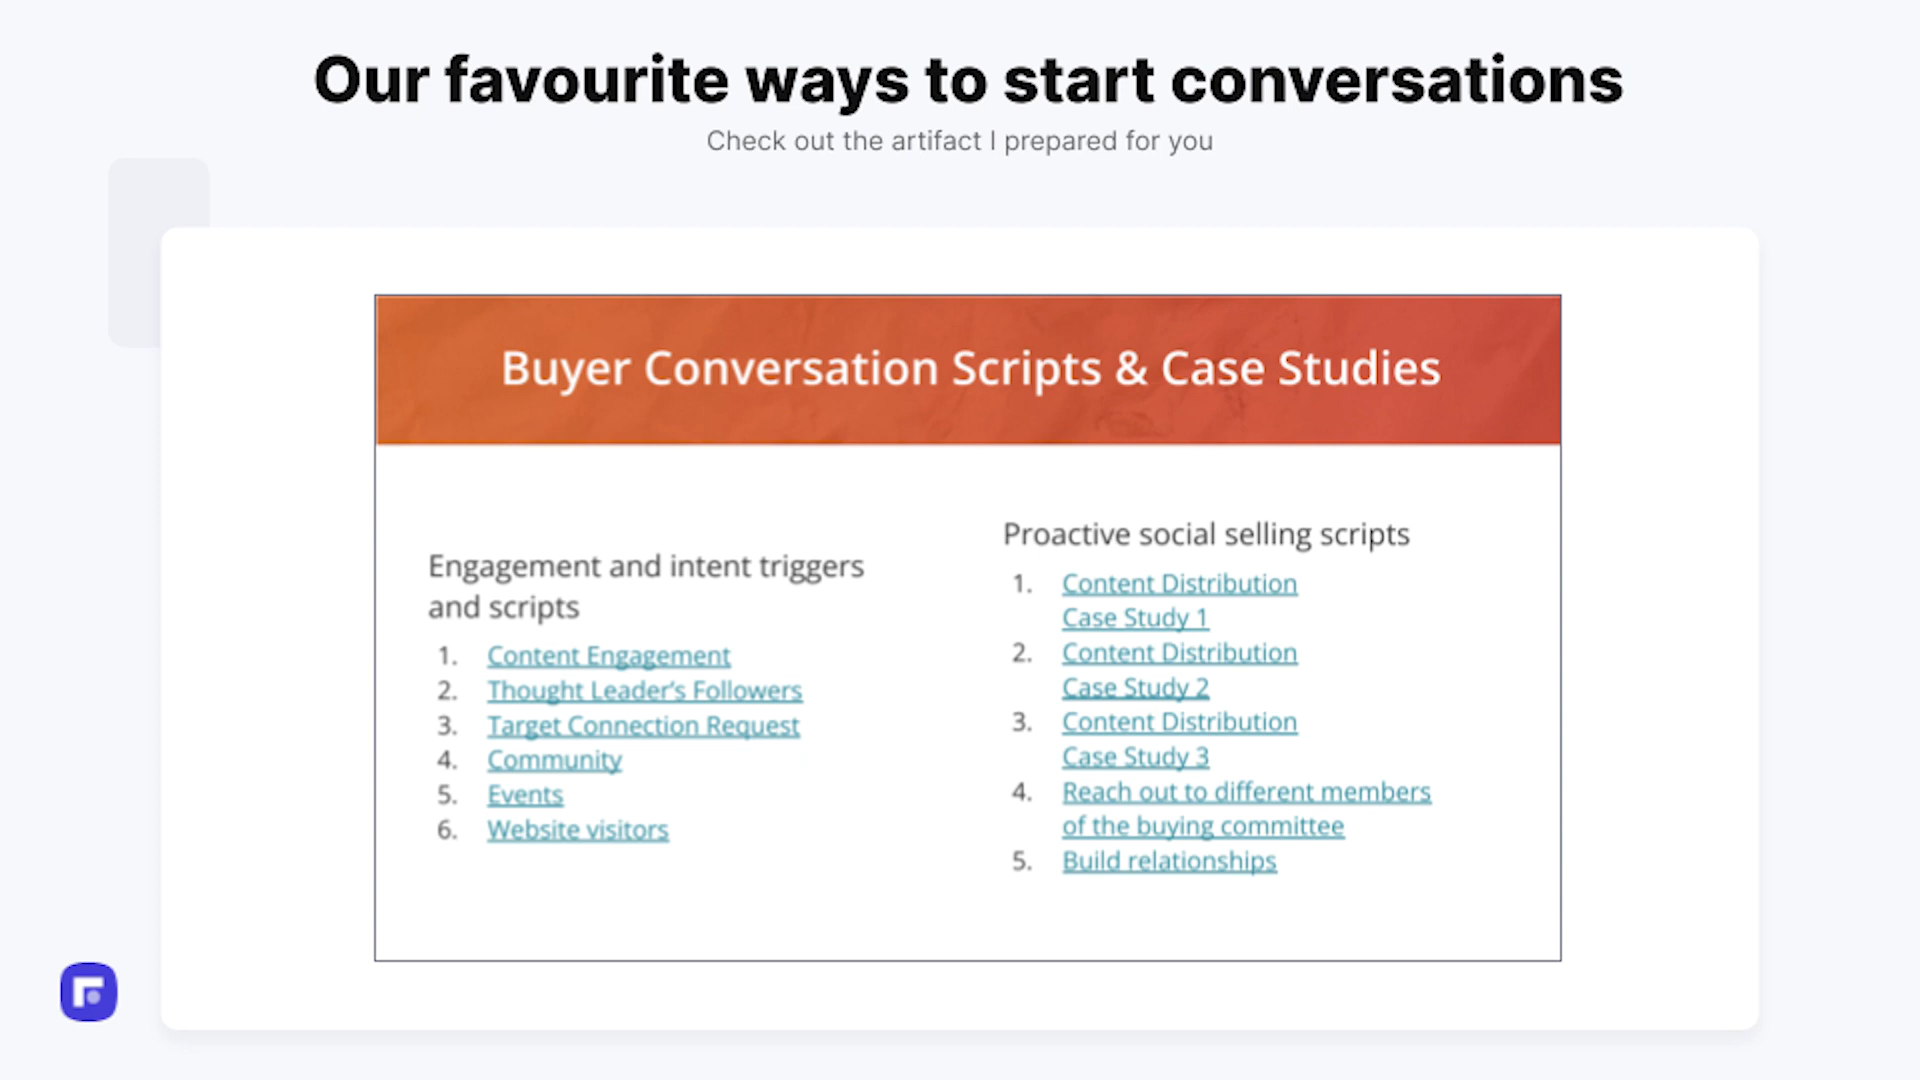 Our favourite ways to start conversations
Check out the artifact I prepared for you
Buyer Conversation Scripts & Case Studies
Engagement and intent triggers
and scripts
1. Content Engagement
2. Thought Leader's Followers
3. Target Connection Request
4. Community
5. Events
6. Website visitors
Proactive social selling scripts
1. Content Distribution
Case Study 1
2. Content Distribution
Case Study 2
3. Content Distribution
Case Study 3
4. Reach out to different members
of the buying committee
5. Build relationships